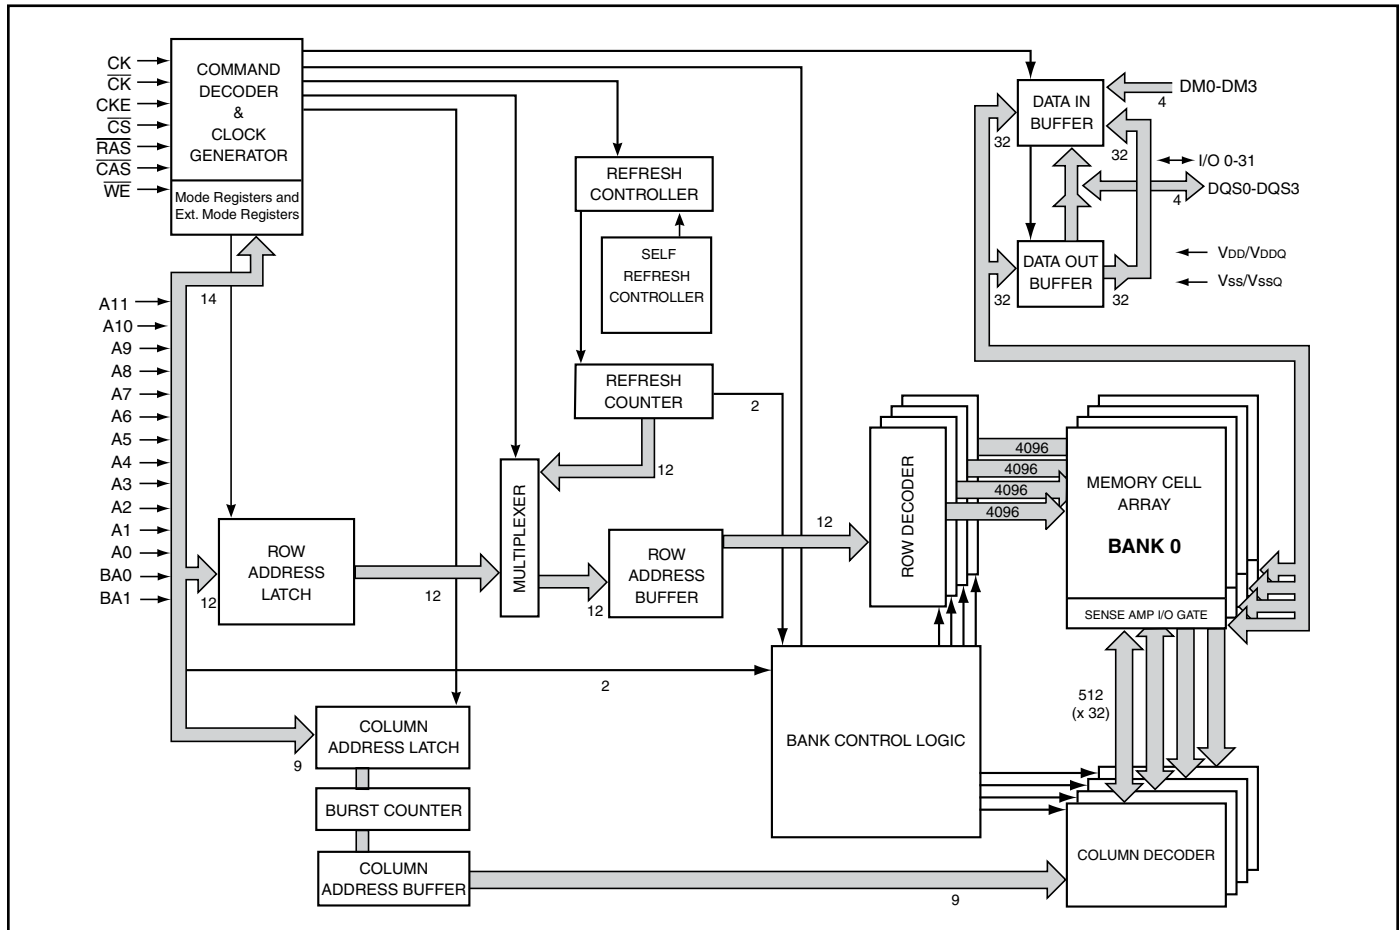 CK
CK
CKE
CS
RAS
CAS
WE
COMMAND
DECODER
&
CLOCK
GENERATOR
Mode Registers and
Ext. Mode Registers
14
A11
A10
A9
A8
A7
A6
A5
A4
A3
A2
A1
A0
BA0
BA1
12
ROW
ADDRESS
LATCH
12
MULTIPLEXER
12
REFRESH
CONTROLLER
SELF
REFRESH
CONTROLLER
REFRESH
COUNTER
2
12
ROW
ADDRESS
BUFFER
12
2
9
COLUMN
ADDRESS LATCH
BURST COUNTER
COLUMN
ADDRESS BUFFER
9
BANK CONTROL LOGIC
ROW DECODER
4096
4096
4096
4096
MEMORY CELL
ARRAY
BANK 0
SENSE AMP I/O GATE
512
(x 32)
COLUMN DECODER
DATA IN
BUFFER
32
32
4
DM0-DM3
I/O 0-31
4
DQS0-DQS3
DATA OUT
BUFFER
32
32
VDD/VDDQ
Vss/VssQ